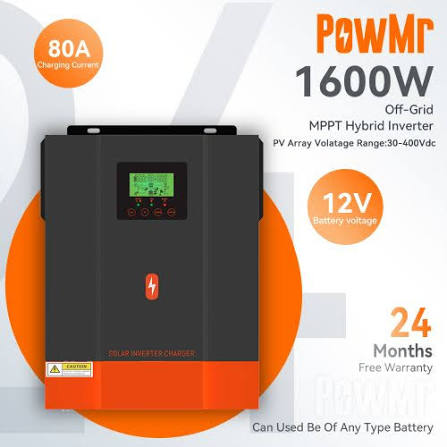 80A
Charging Current
PowMr
1600W
Off-Grid
MPPT Hybrid Inverter
PV Array Volatage Range:30-400Vdc
12V
Battery voltage
SOLAR INVERTER CHARGER
CAUTION
24
Months
Free Warranty
PowMr
Can Used Be Of Any Type Battery